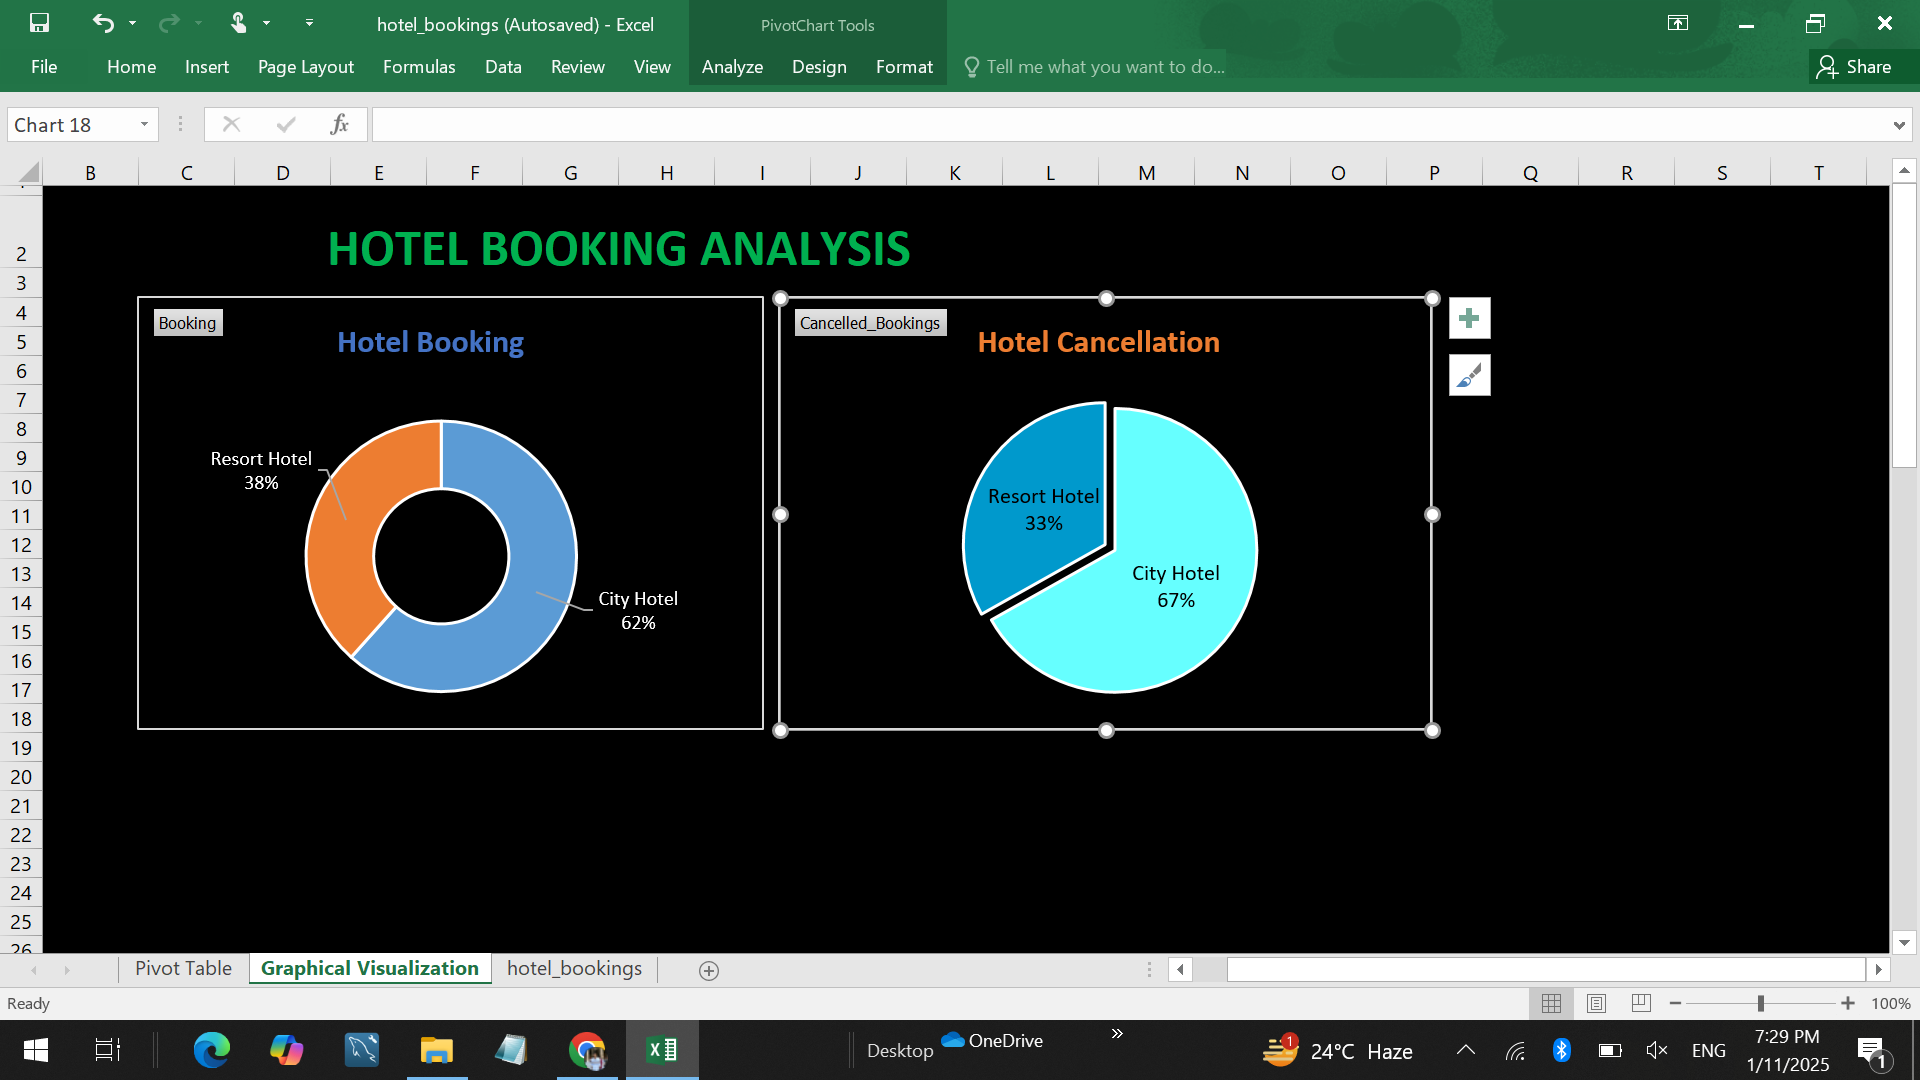 hotel_bookings (Autosaved) - Excel
PivotChart Tools
File Home Insert Page Layout Formulas Data Review View Analyze Design Format Tell me what you want to do... Share
Chart 18
fx
B C D E F G H I J K L M N O P Q R S T
2
3
4
5
6
7
8
9
10
11
12
13
14
15
16
17
18
19
20
21
22
23
24
25
26
HOTEL BOOKING ANALYSIS
Booking
Hotel Booking
Resort Hotel
38%
City Hotel
62%
Cancelled_Bookings
Hotel Cancellation
Resort Hotel
33%
City Hotel
67%
Pivot Table Graphical Visualization hotel_bookings
Ready
100%
Desktop
OneDrive
1
24°C Haze
ENG
7:29 PM
1/11/2025
1